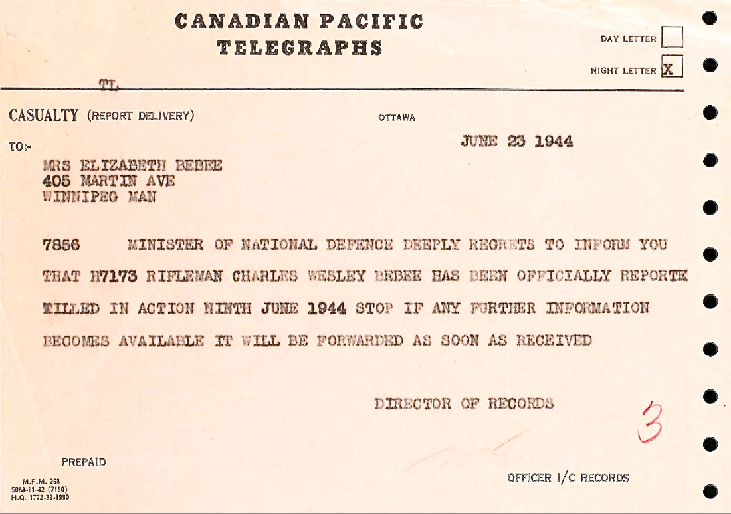 CANADIAN PACIFIC
TELEGRAPHS
DAY LETTER
NIGHT LETTER X
TL
CASUALTY (REPORT DELIVERY) OTTAWA
JUNE 23 1944
TO:-
MRS ELIZABETH BEBEE
405 MARTIN AVE
WINNIPEG MAN
7856 MINISTER OF NATIONAL DEFENCE DEEPLY REGRETS TO INFORM YOU
THAT H7173 RIFLEMAN CHARLES WESLEY BEBEE HAS BEEN OFFICIALLY REPORTE
KILLED IN ACTION NINTH JUNE 1944 STOP IF ANY FURTHER INFORMATION
BECOMES AVAILABLE IT WILL BE FORWARDED AS SOON AS RECEIVED
DIRECTOR OF RECORDS
3
PREPAID
OFFICER I/C RECORDS
M.F.M. 268